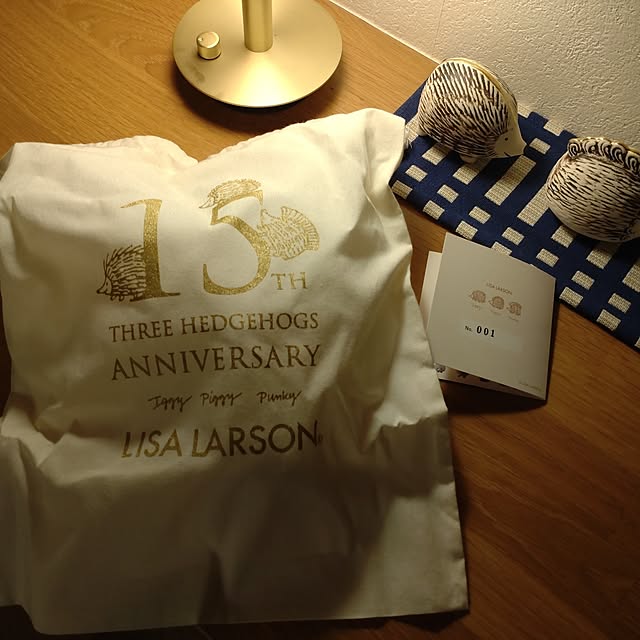 15TH
THREE HEDGEHOGS
ANNIVERSARY
Iggy Piggy Punky
LISA LARSON
LISA LARSON
No. 001